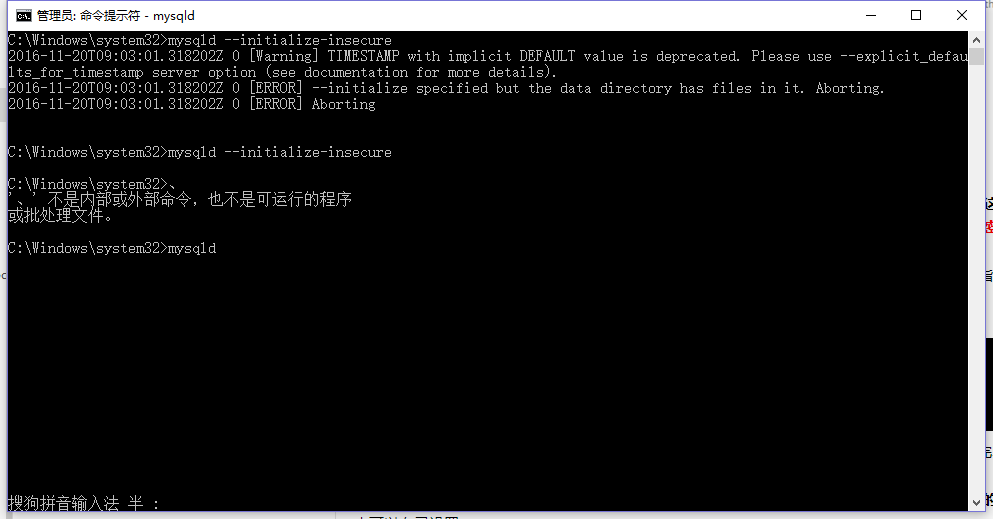 管理员: 命令提示符 - mysqld
C:\Windows\system32>mysqld --initialize-insecure
2016-11-20T09:03:01.318202Z 0 [Warning] TIMESTAMP with implicit DEFAULT value is deprecated. Please use --explicit_defau
lts_for_timestamp server option (see documentation for more details).
2016-11-20T09:03:01.318202Z 0 [ERROR] --initialize specified but the data directory has files in it. Aborting.
2016-11-20T09:03:01.318202Z 0 [ERROR] Aborting
C:\Windows\system32>mysqld --initialize-insecure
C:\Windows\system32>、
'、' 不是内部或外部命令，也不是可运行的程序
或批处理文件。
C:\Windows\system32>mysqld
搜狗拼音输入法 半 :